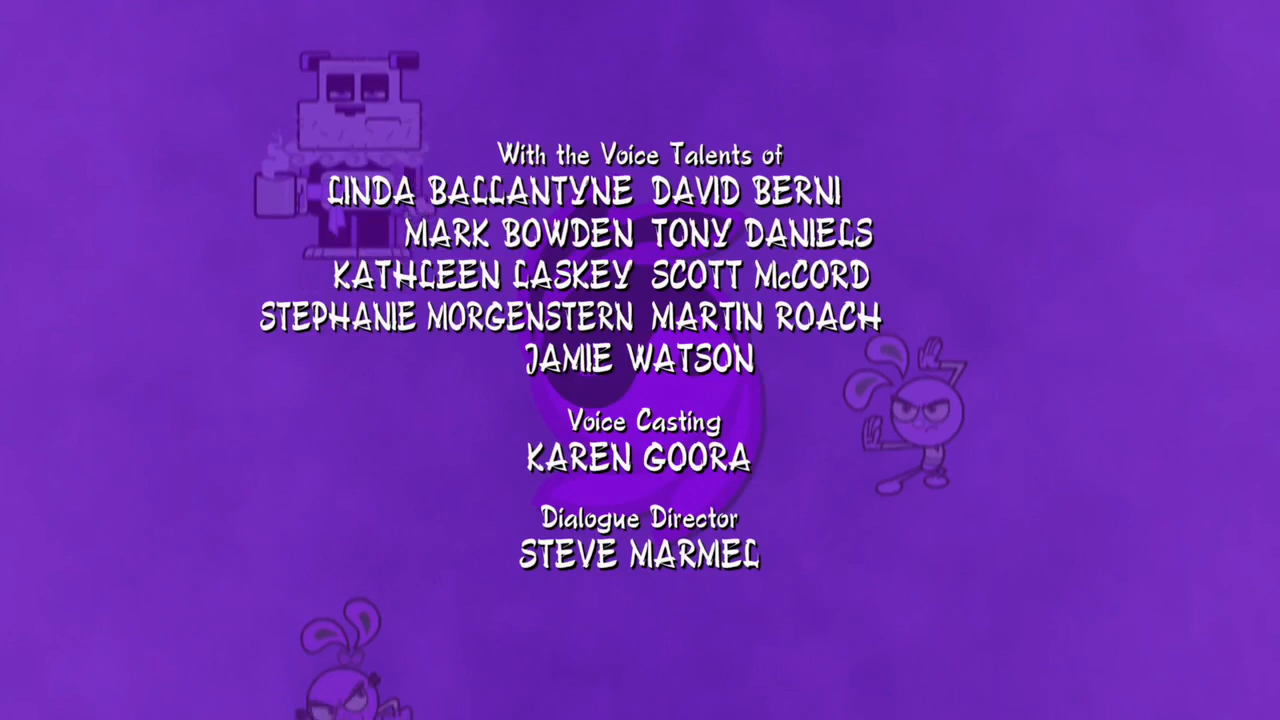 With the Voice Talents of
LINDA BALLANTYNE DAVID BERNI
MARK BOWDEN TONY DANIELS
KATHLEEN LASKEY SCOTT McCORD
STEPHANIE MORGENSTERN MARTIN ROACH
JAMIE WATSON
Voice Casting
KAREN GOORA
Dialogue Director
STEVE MARMEL